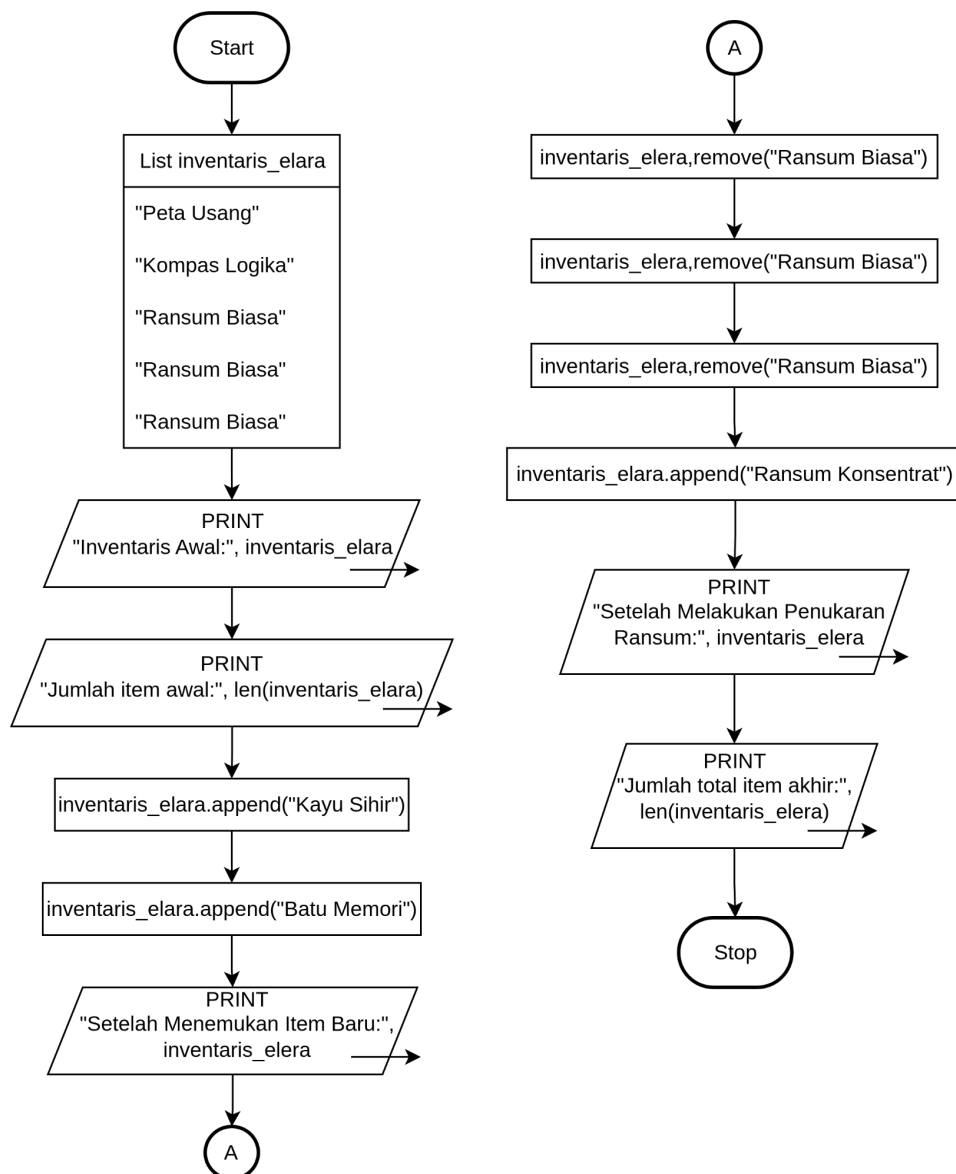 Start
List inventaris_elara
"Peta Usang"
"Kompas Logika"
"Ransum Biasa"
"Ransum Biasa"
"Ransum Biasa"
PRINT
"Inventaris Awal:", inventaris_elara
PRINT
"Jumlah item awal:", len(inventaris_elara)
inventaris_elara.append("Kayu Sihir")
inventaris_elara.append("Batu Memori")
PRINT
"Setelah Menemukan Item Baru:",
inventaris_elera
A
A
inventaris_elera,remove("Ransum Biasa")
inventaris_elera,remove("Ransum Biasa")
inventaris_elera,remove("Ransum Biasa")
inventaris_elara.append("Ransum Konsentrat")
PRINT
"Setelah Melakukan Penukaran
Ransum:", inventaris_elera
PRINT
"Jumlah total item akhir:",
len(inventaris_elera)
Stop